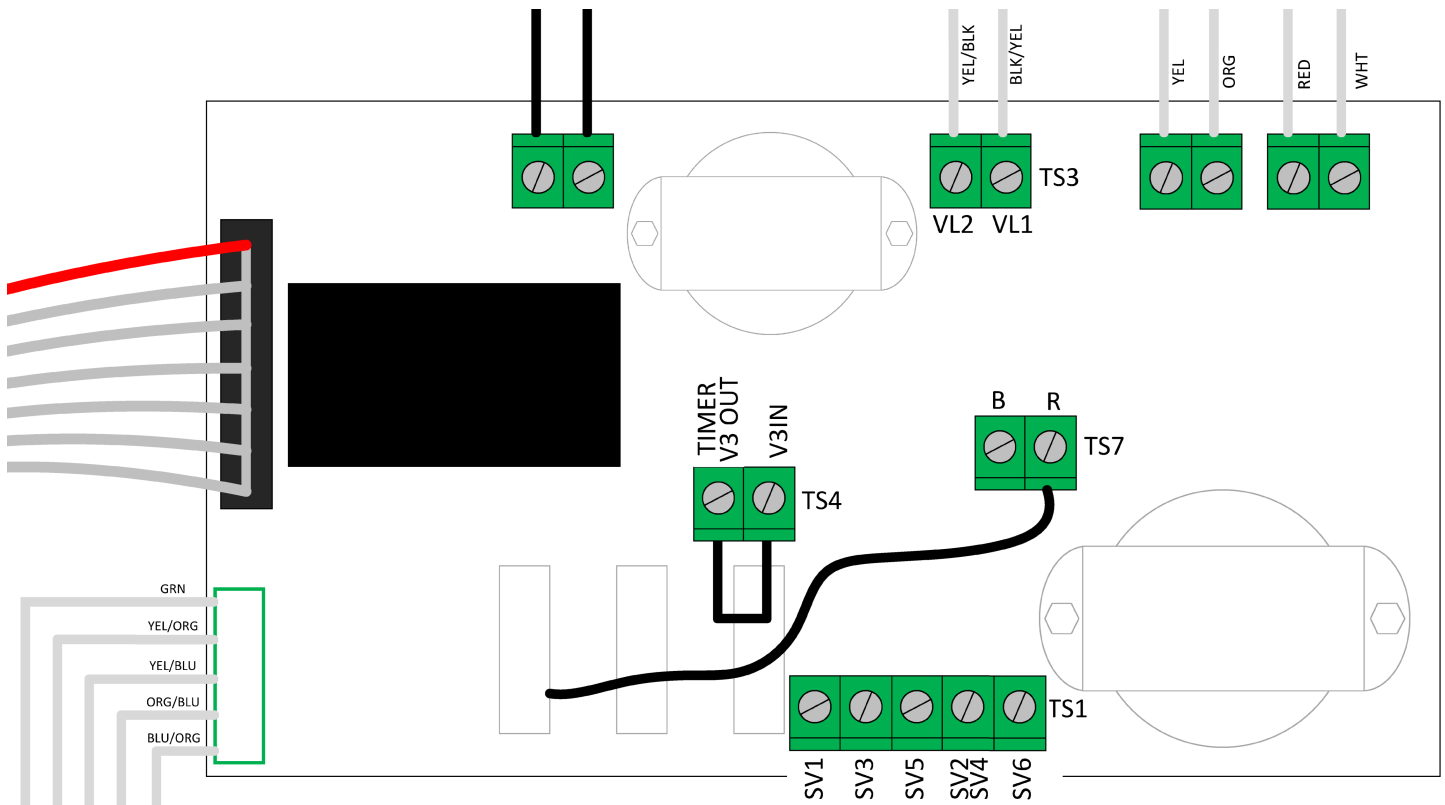 YEL/BLK
BLK/YEL
YEL
ORG
RED
WHT
TS3
VL2
VL1
TIMER
V3 OUT
V3IN
B
R
TS7
TS4
GRN
YEL/ORG
YEL/BLU
ORG/BLU
BLU/ORG
TS1
SV1
SV3
SV5
SV2
SV4
SV6